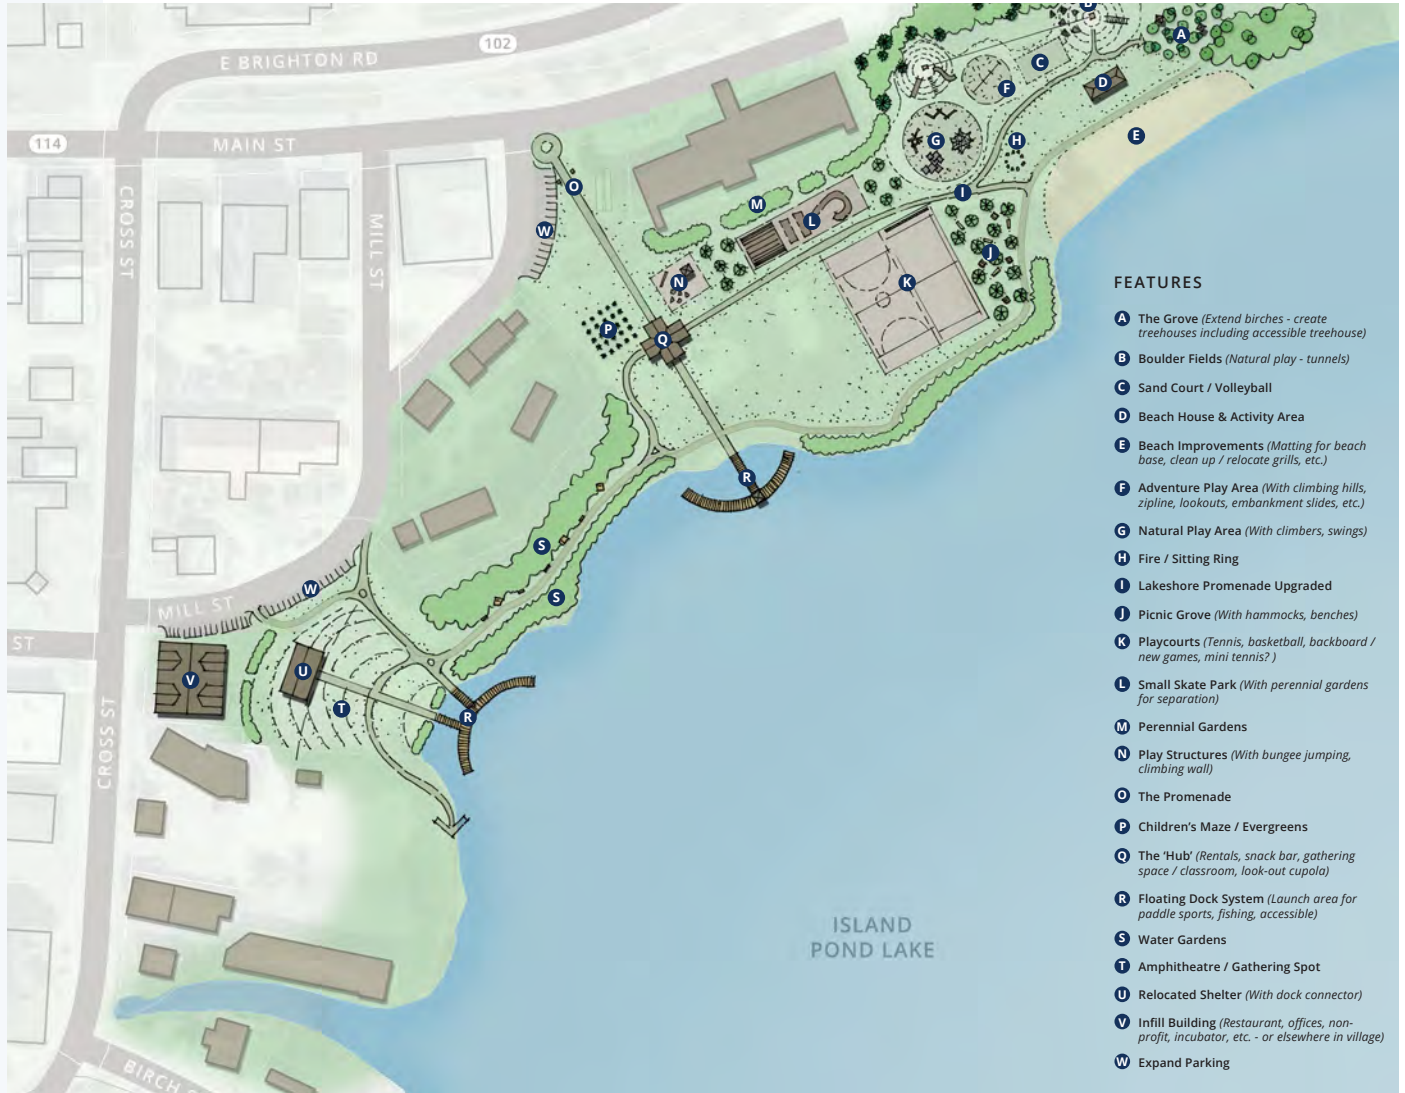 102
E BRIGHTON RD
114
MAIN ST
CROSS ST
MILL ST
MILL ST
ST
CROSS ST
BIRCH
ISLAND
POND LAKE
B
A
C
D
F
E
G
H
I
O
W
M
L
N
J
K
P
Q
R
S
S
W
U
V
T
R
FEATURES
A The Grove (Extend birches - create
treehouses including accessible treehouse)
B Boulder Fields (Natural play - tunnels)
C Sand Court / Volleyball
D Beach House & Activity Area
E Beach Improvements (Matting for beach
base, clean up / relocate grills, etc.)
F Adventure Play Area (With climbing hills,
zipline, lookouts, embankment slides, etc.)
G Natural Play Area (With climbers, swings)
H Fire / Sitting Ring
I Lakeshore Promenade Upgraded
J Picnic Grove (With hammocks, benches)
K Playcourts (Tennis, basketball, backboard /
new games, mini tennis? )
L Small Skate Park (With perennial gardens
for separation)
M Perennial Gardens
N Play Structures (With bungee jumping,
climbing wall)
O The Promenade
P Children's Maze / Evergreens
Q The 'Hub' (Rentals, snack bar, gathering
space / classroom, look-out cupola)
R Floating Dock System (Launch area for
paddle sports, fishing, accessible)
S Water Gardens
T Amphitheatre / Gathering Spot
U Relocated Shelter (With dock connector)
V Infill Building (Restaurant, offices, non-
profit, incubator, etc. - or elsewhere in village)
W Expand Parking